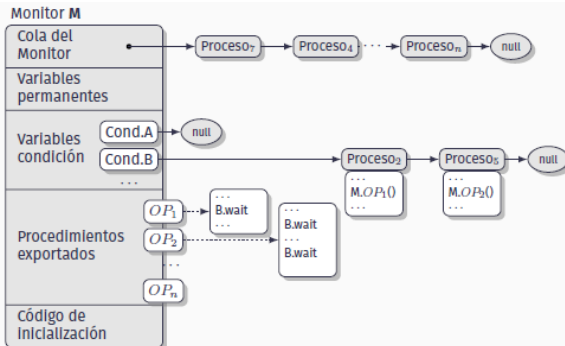 Monitor M
Cola del
Monitor
Proceso₇
Proceso₄
···
Procesoₙ
null
Variables
permanentes
Variables
condición
Cond.A
null
Cond.B
...
Proceso₂
Proceso₅
null
...
M.OP₁()
...
...
M.OP₂()
...
Procedimientos
exportados
OP₁
OP₂
...
OPₙ
...
B.wait
...
...
B.wait
...
B.wait
Código de
inicialización